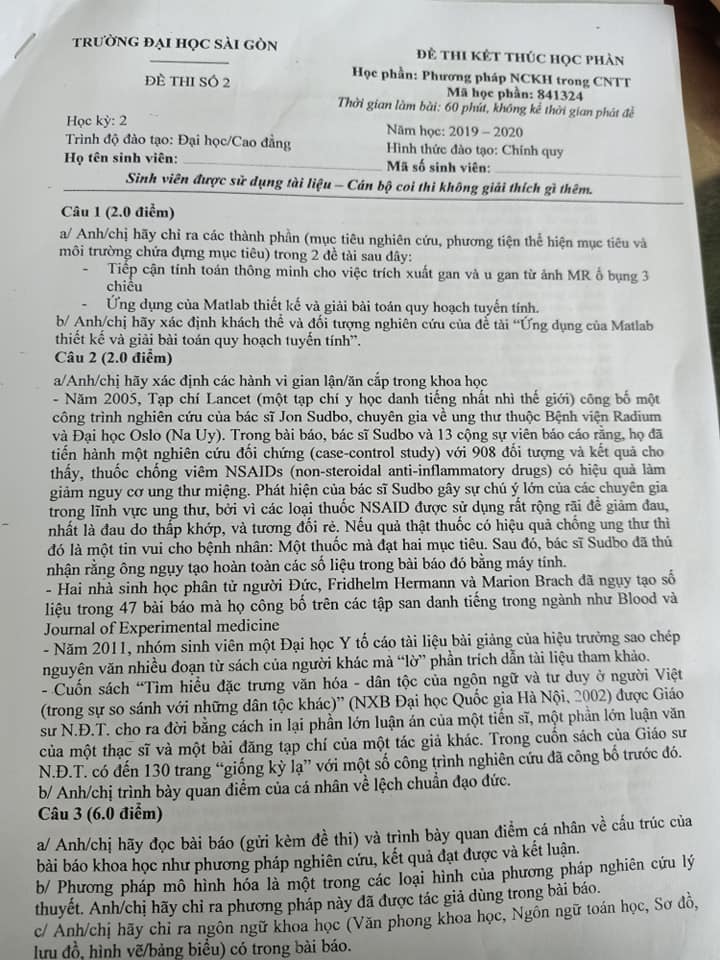 TRƯỜNG ĐẠI HỌC SÀI GÒN
ĐỀ THI SỐ 2
ĐỀ THI KẾT THÚC HỌC PHẦN
Học phần: Phương pháp NCKH trong CNTT
Mã học phần: 841324
Thời gian làm bài: 60 phút, không kể thời gian phát đề
Học kỳ: 2
Năm học: 2019 – 2020
Trình độ đào tạo: Đại học/Cao đẳng
Hình thức đào tạo: Chính quy
Họ tên sinh viên:
Mã số sinh viên:
Sinh viên được sử dụng tài liệu – Cán bộ coi thi không giải thích gì thêm.
Câu 1 (2.0 điểm)
a/ Anh/chị hãy chỉ ra các thành phần (mục tiêu nghiên cứu, phương tiện thể hiện mục tiêu và
môi trường chứa đựng mục tiêu) trong 2 đề tài sau đây:
- Tiếp cận tính toán thông minh cho việc trích xuất gan và u gan từ ảnh MR ổ bụng 3
chiều
- Ứng dụng của Matlab thiết kế và giải bài toán quy hoạch tuyến tính.
b/ Anh/chị hãy xác định khách thể và đối tượng nghiên cứu của đề tài “Ứng dụng của Matlab
thiết kế và giải bài toán quy hoạch tuyến tính”.
Câu 2 (2.0 điểm)
a/Anh/chị hãy xác định các hành vi gian lận/ăn cắp trong khoa học
- Năm 2005, Tạp chí Lancet (một tạp chí y học danh tiếng nhất nhì thế giới) công bố một
công trình nghiên cứu của bác sĩ Jon Sudbo, chuyên gia về ung thư thuộc Bệnh viện Radium
và Đại học Oslo (Na Uy). Trong bài báo, bác sĩ Sudbo và 13 cộng sự viên báo cáo rằng, họ đã
tiến hành một nghiên cứu đối chứng (case-control study) với 908 đối tượng và kết quả cho
thấy, thuốc chống viêm NSAIDs (non-steroidal anti-inflammatory drugs) có hiệu quả làm
giảm nguy cơ ung thư miệng. Phát hiện của bác sĩ Sudbo gây sự chú ý lớn của các chuyên gia
trong lĩnh vực ung thư, bởi vì các loại thuốc NSAID được sử dụng rất rộng rãi để giảm đau,
nhất là đau do thấp khớp, và tương đối rẻ. Nếu quả thật thuốc có hiệu quả chống ung thư thì
đó là một tin vui cho bệnh nhân: Một thuốc mà đạt hai mục tiêu. Sau đó, bác sĩ Sudbo đã thú
nhận rằng ông ngụy tạo hoàn toàn các số liệu trong bài báo đó bằng máy tính.
- Hai nhà sinh học phân tử người Đức, Fridhelm Hermann và Marion Brach đã ngụy tạo số
liệu trong 47 bài báo mà họ công bố trên các tập san danh tiếng trong ngành như Blood và
Journal of Experimental medicine
- Năm 2011, nhóm sinh viên một Đại học Y tố cáo tài liệu bài giảng của hiệu trưởng sao chép
nguyên văn nhiều đoạn từ sách của người khác mà “lờ” phần trích dẫn tài liệu tham khảo.
- Cuốn sách “Tìm hiểu đặc trưng văn hóa - dân tộc của ngôn ngữ và tư duy ở người Việt
(trong sự so sánh với những dân tộc khác)” (NXB Đại học Quốc gia Hà Nội, 2002) được Giáo
sư N.Đ.T. cho ra đời bằng cách in lại phần lớn luận án của một tiến sĩ, một phần lớn luận văn
của một thạc sĩ và một bài đăng tạp chí của một tác giả khác. Trong cuốn sách của Giáo sư
N.Đ.T. có đến 130 trang “giống kỳ lạ” với một số công trình nghiên cứu đã công bố trước đó.
b/ Anh/chị trình bày quan điểm của cá nhân về lệch chuẩn đạo đức.
Câu 3 (6.0 điểm)
a/ Anh/chị hãy đọc bài báo (gửi kèm đề thi) và trình bày quan điểm cá nhân về cấu trúc của
bài báo khoa học như phương pháp nghiên cứu, kết quả đạt được và kết luận.
b/ Phương pháp mô hình hóa là một trong các loại hình của phương pháp nghiên cứu lý
thuyết. Anh/chị hãy chỉ ra phương pháp này đã được tác giả dùng trong bài báo.
c/ Anh/chị hãy chỉ ra ngôn ngữ khoa học (Văn phong khoa học, Ngôn ngữ toán học, Sơ đồ,
lưu đồ, hình vẽ/bảng biểu) có trong bài báo.